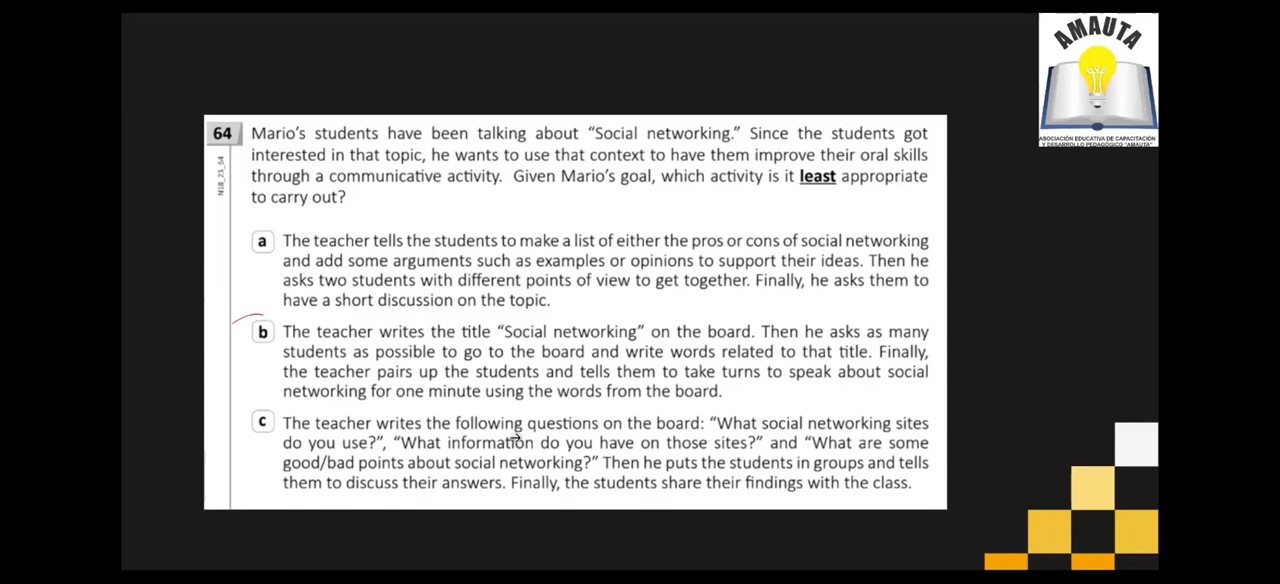 AMAUTA
ASOCIACIÓN EDUCATIVA DE CAPACITACIÓN
Y DESARROLLO PEDAGÓGICO "AMAUTA"
64
N18_23_64
Mario's students have been talking about “Social networking.” Since the students got
interested in that topic, he wants to use that context to have them improve their oral skills
through a communicative activity. Given Mario's goal, which activity is it least appropriate
to carry out?
a
The teacher tells the students to make a list of either the pros or cons of social networking
and add some arguments such as examples or opinions to support their ideas. Then he
asks two students with different points of view to get together. Finally, he asks them to
have a short discussion on the topic.
b
The teacher writes the title “Social networking” on the board. Then he asks as many
students as possible to go to the board and write words related to that title. Finally,
the teacher pairs up the students and tells them to take turns to speak about social
networking for one minute using the words from the board.
c
The teacher writes the following questions on the board: “What social networking sites
do you use?”, “What information do you have on those sites?” and “What are some
good/bad points about social networking?” Then he puts the students in groups and tells
them to discuss their answers. Finally, the students share their findings with the class.